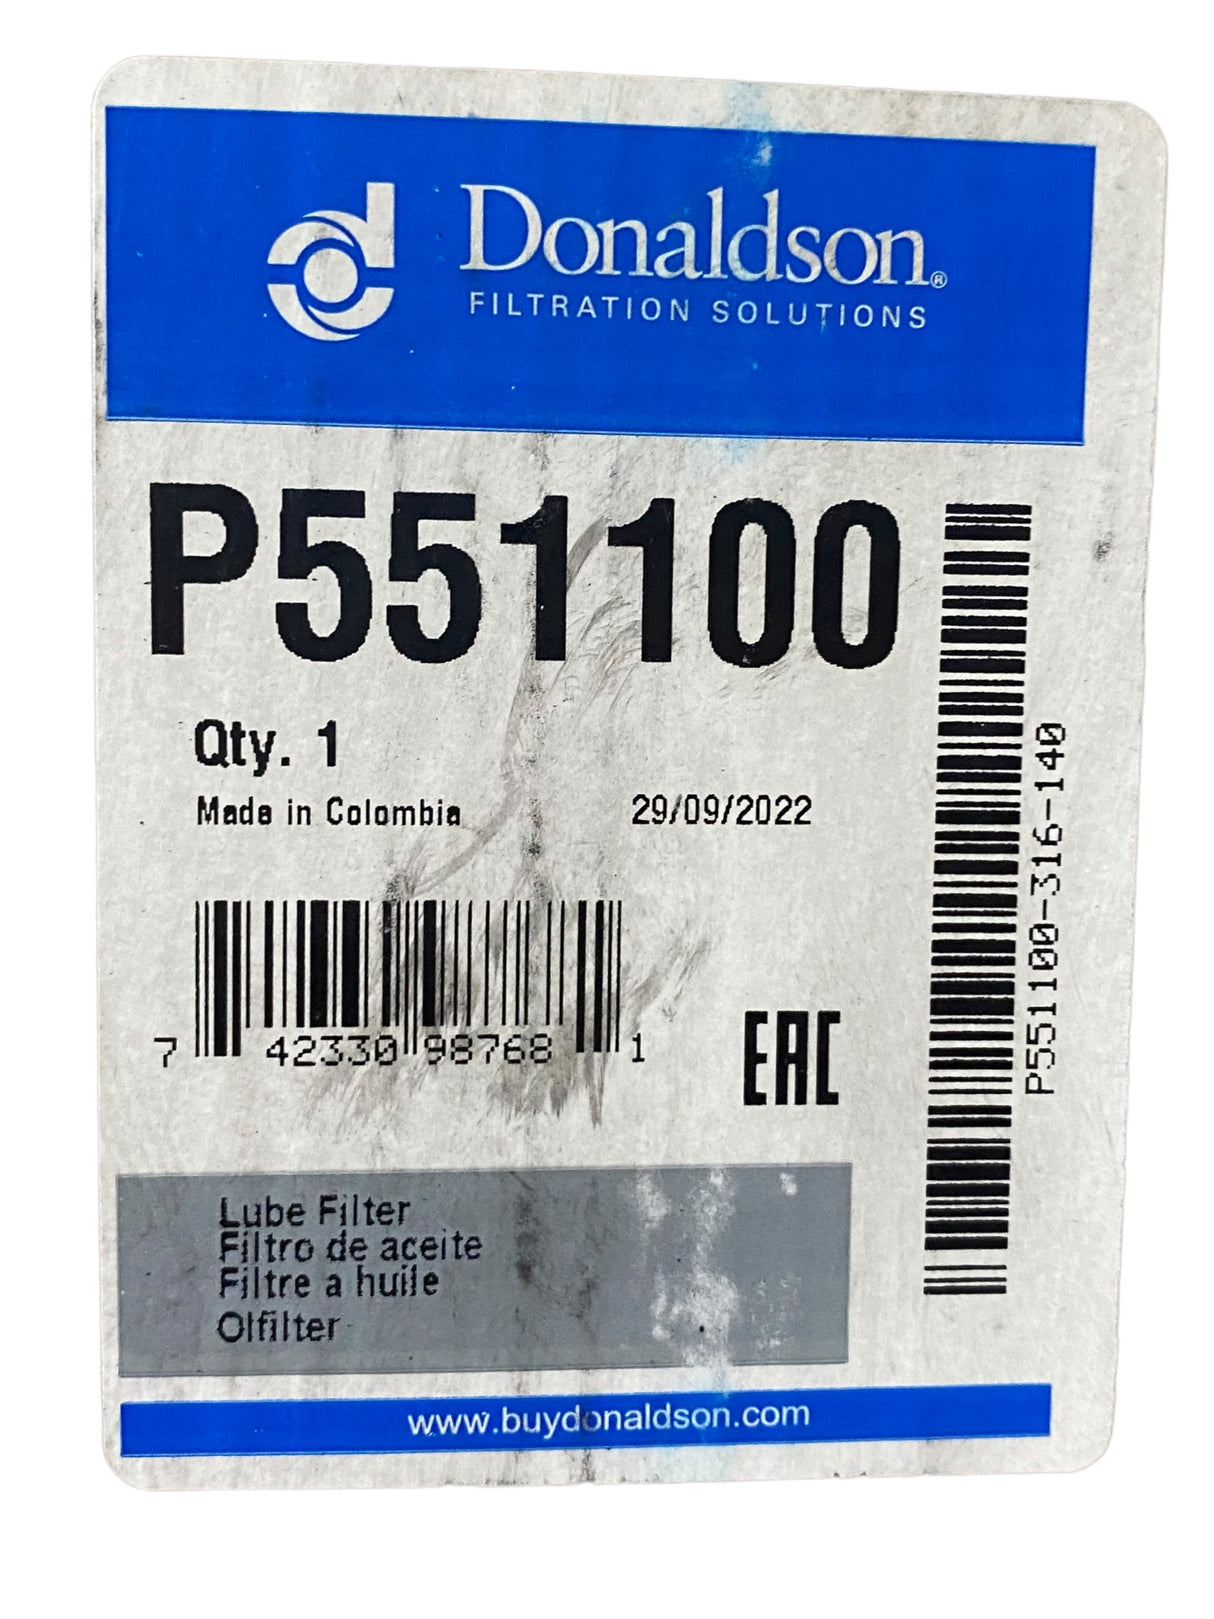 Donaldson®
FILTRATION SOLUTIONS
P551100
Qty. 1
Made in Colombia
29/09/2022
7 42330 98768 1
EAC
P551100-316-140
Lube Filter
Filtro de aceite
Filtre a huile
Olfilter
www.buydonaldson.com